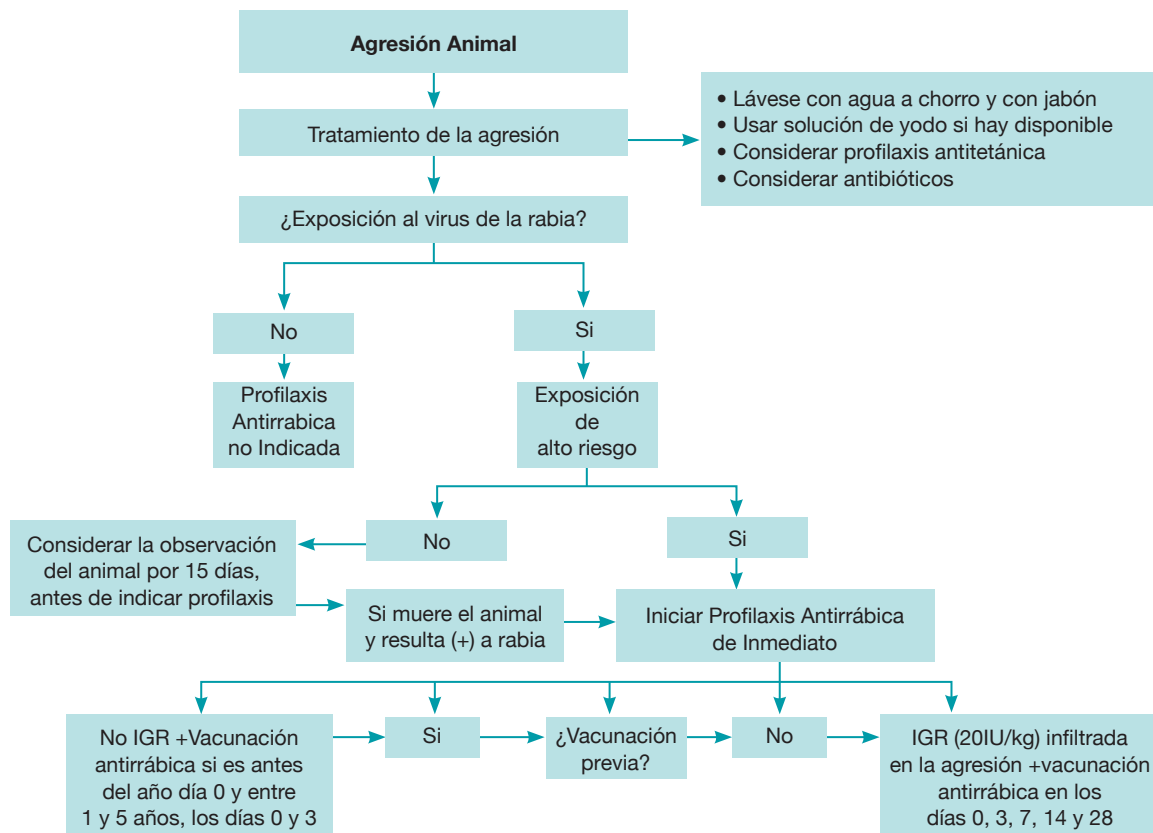 Agresión Animal
Tratamiento de la agresión
• Lávese con agua a chorro y con jabón
• Usar solución de yodo si hay disponible
• Considerar profilaxis antitetánica
• Considerar antibióticos
¿Exposición al virus de la rabia?
No
Si
Profilaxis
Antirrabica
no Indicada
Exposición
de
alto riesgo
No
Si
Considerar la observación
del animal por 15 días,
antes de indicar profilaxis
Si muere el animal
y resulta (+) a rabia
Iniciar Profilaxis Antirrábica
de Inmediato
No IGR +Vacunación
antirrábica si es antes
del año día 0 y entre
1 y 5 años, los días 0 y 3
Si
¿Vacunación
previa?
No
IGR (20IU/kg) infiltrada
en la agresión +vacunación
antirrábica en los
días 0, 3, 7, 14 y 28